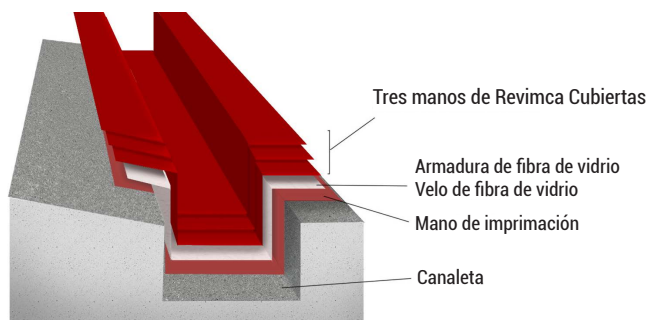 Tres manos de Revimca Cubiertas
Armadura de fibra de vidrio
Velo de fibra de vidrio
Mano de imprimación
Canaleta